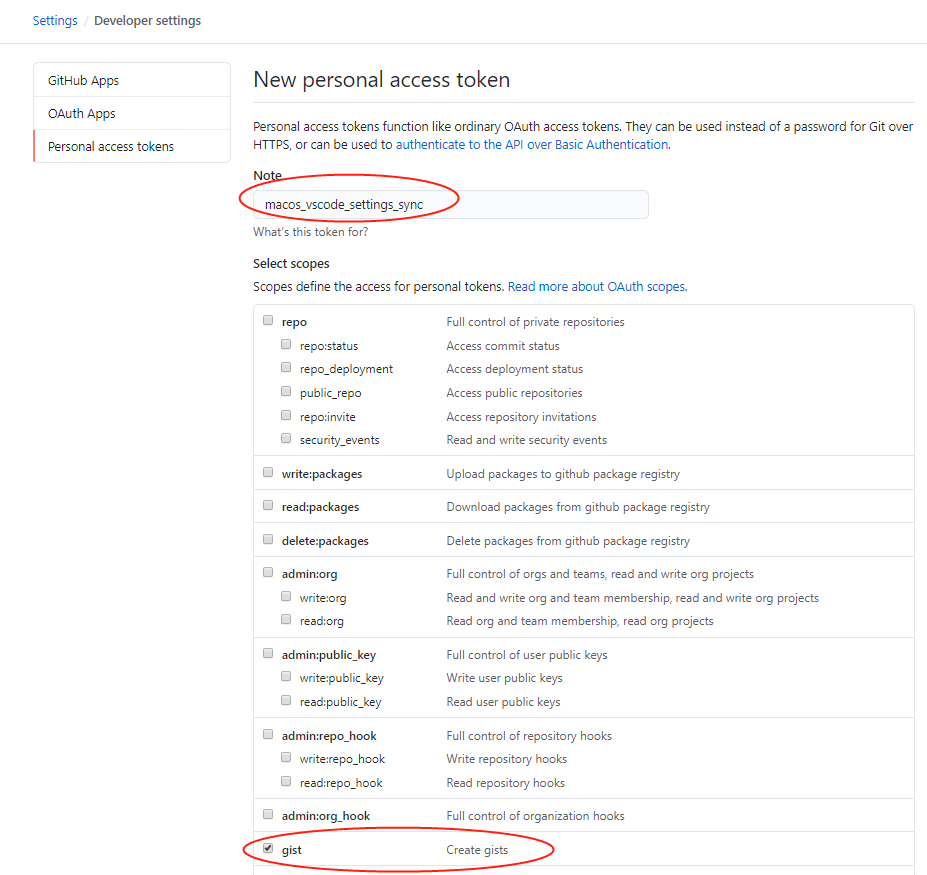 Settings / Developer settings
GitHub Apps
OAuth Apps
Personal access tokens
New personal access token
Personal access tokens function like ordinary OAuth access tokens. They can be used instead of a password for Git over
HTTPS, or can be used to authenticate to the API over Basic Authentication.
Note
macos_vscode_settings_sync
What's this token for?
Select scopes
Scopes define the access for personal tokens. Read more about OAuth scopes.
repo Full control of private repositories
repo:status Access commit status
repo_deployment Access deployment status
public_repo Access public repositories
repo:invite Access repository invitations
security_events Read and write security events
write:packages Upload packages to github package registry
read:packages Download packages from github package registry
delete:packages Delete packages from github package registry
admin:org Full control of orgs and teams, read and write org projects
write:org Read and write org and team membership, read and write org projects
read:org Read org and team membership, read org projects
admin:public_key Full control of user public keys
write:public_key Write user public keys
read:public_key Read user public keys
admin:repo_hook Full control of repository hooks
write:repo_hook Write repository hooks
read:repo_hook Read repository hooks
admin:org_hook Full control of organization hooks
gist Create gists